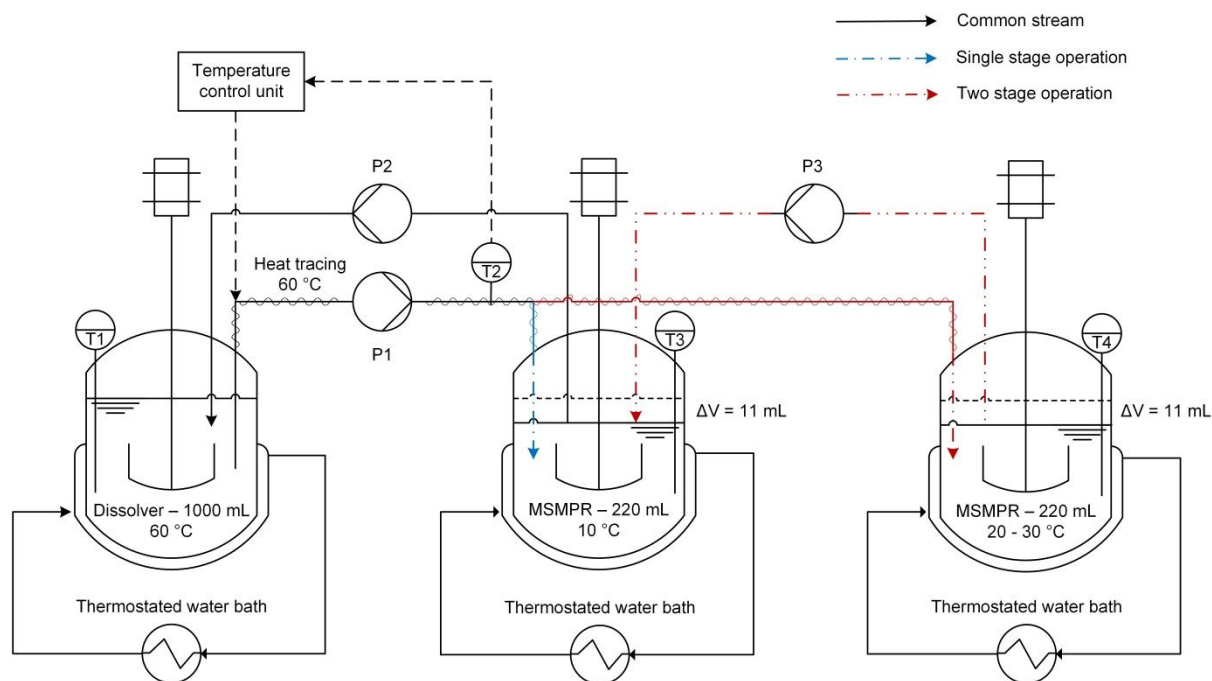 Common stream
Single stage operation
Two stage operation
Temperature
control unit
P2
P3
Heat tracing
60 °C
T2
P1
T1
T3
T4
ΔV = 11 mL
ΔV = 11 mL
Dissolver – 1000 mL
60 °C
MSMPR – 220 mL
10 °C
MSMPR – 220 mL
20 - 30 °C
Thermostated water bath
Thermostated water bath
Thermostated water bath